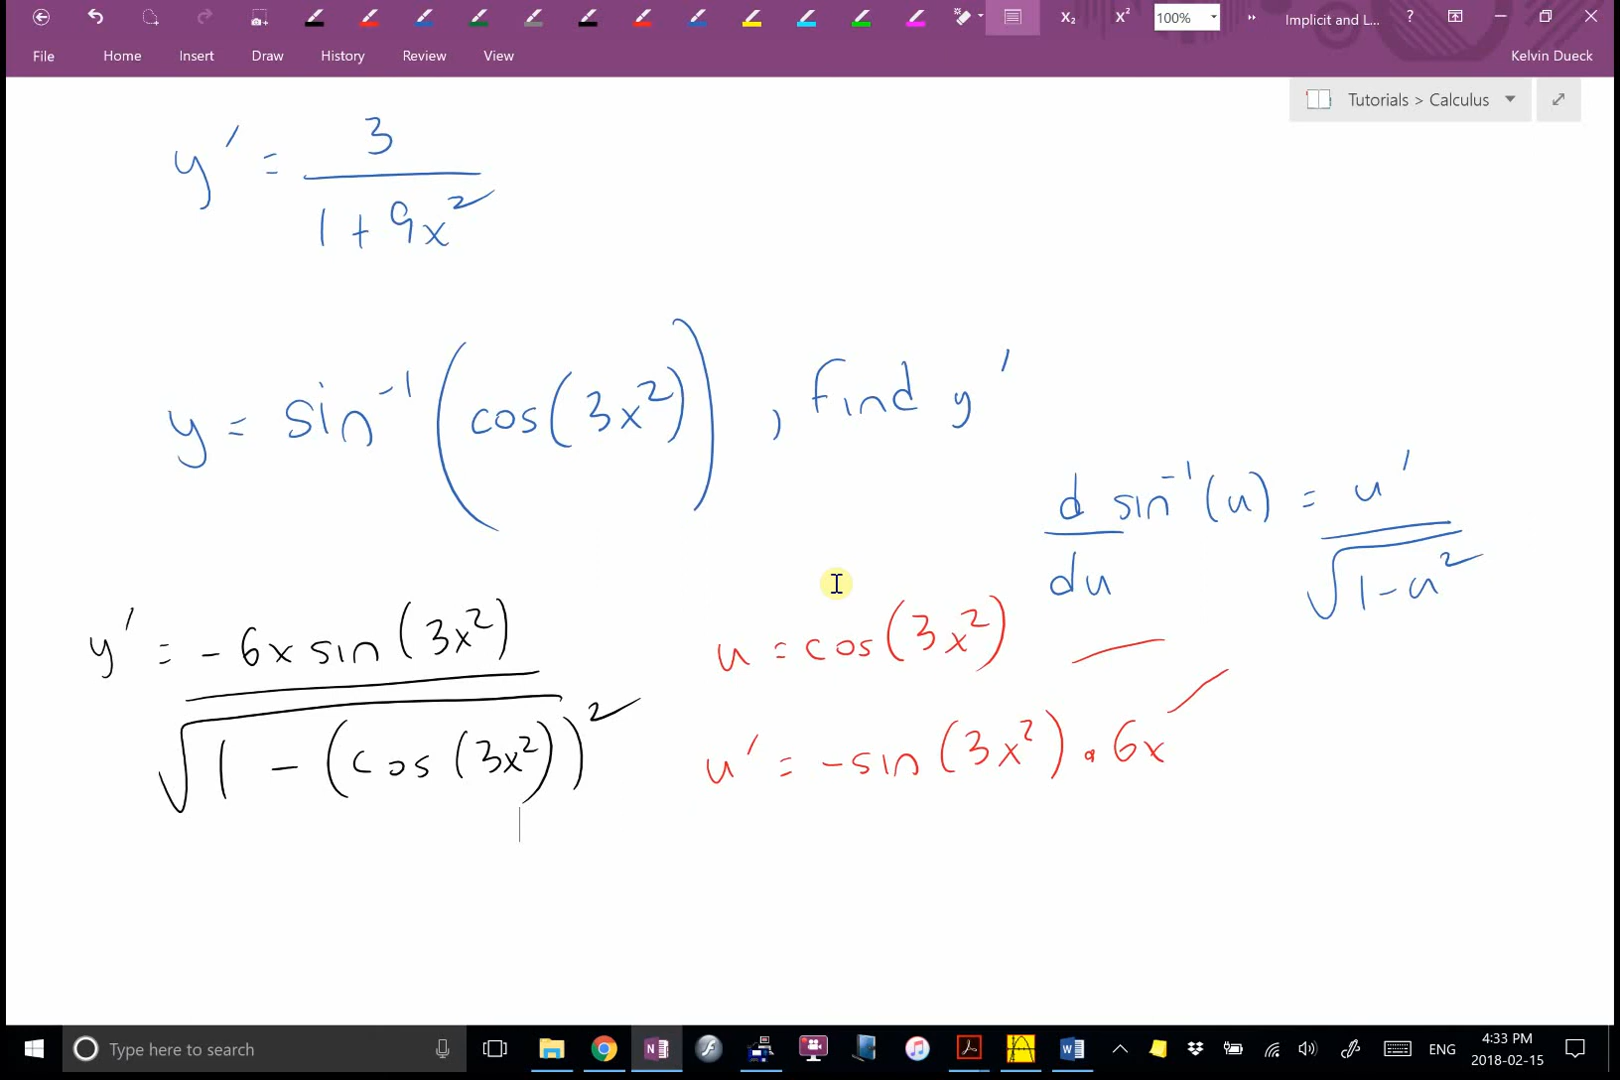 100%
Implicit and L...
?
File Home Insert Draw History Review View
Kelvin Dueck
Tutorials > Calculus
y' = 3 / (1 + 9x²)
y = sin⁻¹(cos(3x²)), find y'
d/du sin⁻¹(u) = u' / √(1-u²)
y' = -6x sin(3x²) / √(1 - (cos(3x²))²
u = cos(3x²)
u' = -sin(3x²) • 6x
Type here to search
ENG
4:33 PM
2018-02-15